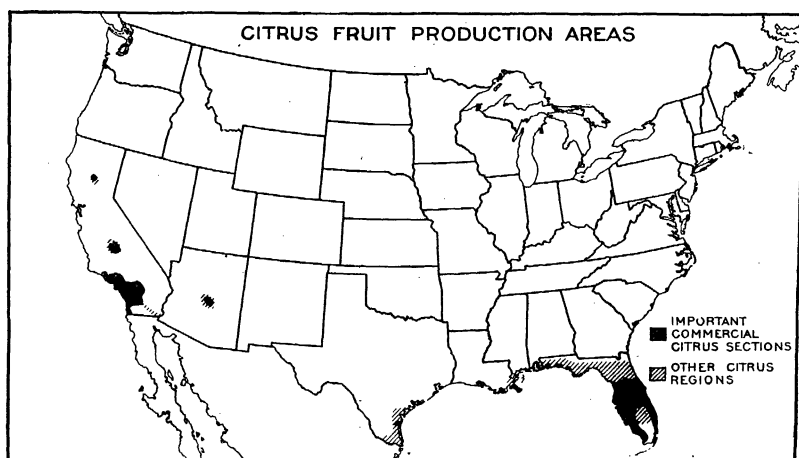 CITRUS FRUIT PRODUCTION AREAS
IMPORTANT
COMMERCIAL
CITRUS SECTIONS
OTHER CITRUS
REGIONS